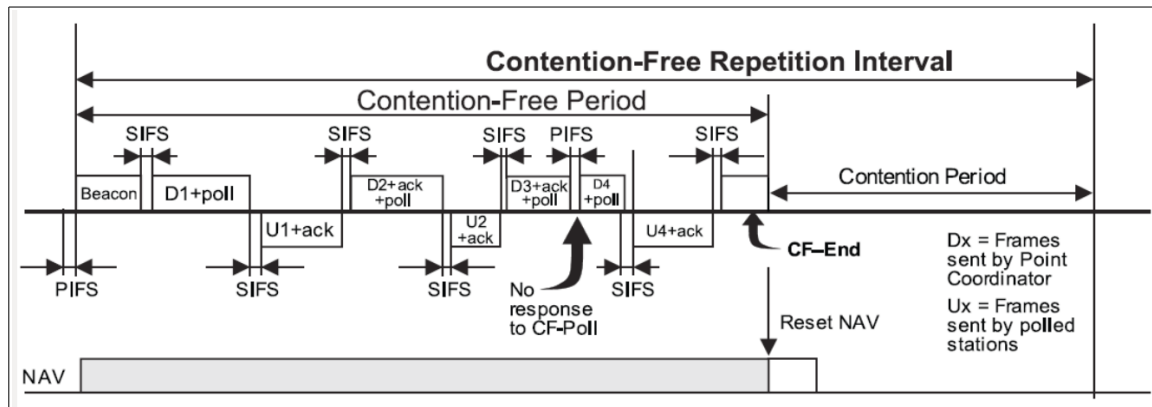 Contention-Free Repetition Interval
Contention-Free Period
SIFS
SIFS
SIFS
PIFS
SIFS
Beacon
D1+poll
D2+ack
+poll
D3+ack
+poll
D4
+poll
Contention Period
U1+ack
U2
+ack
U4+ack
CF–End
PIFS
SIFS
SIFS
No
response
to CF-Poll
SIFS
Dx = Frames
sent by Point
Coordinator
Ux = Frames
sent by polled
stations
Reset NAV
NAV